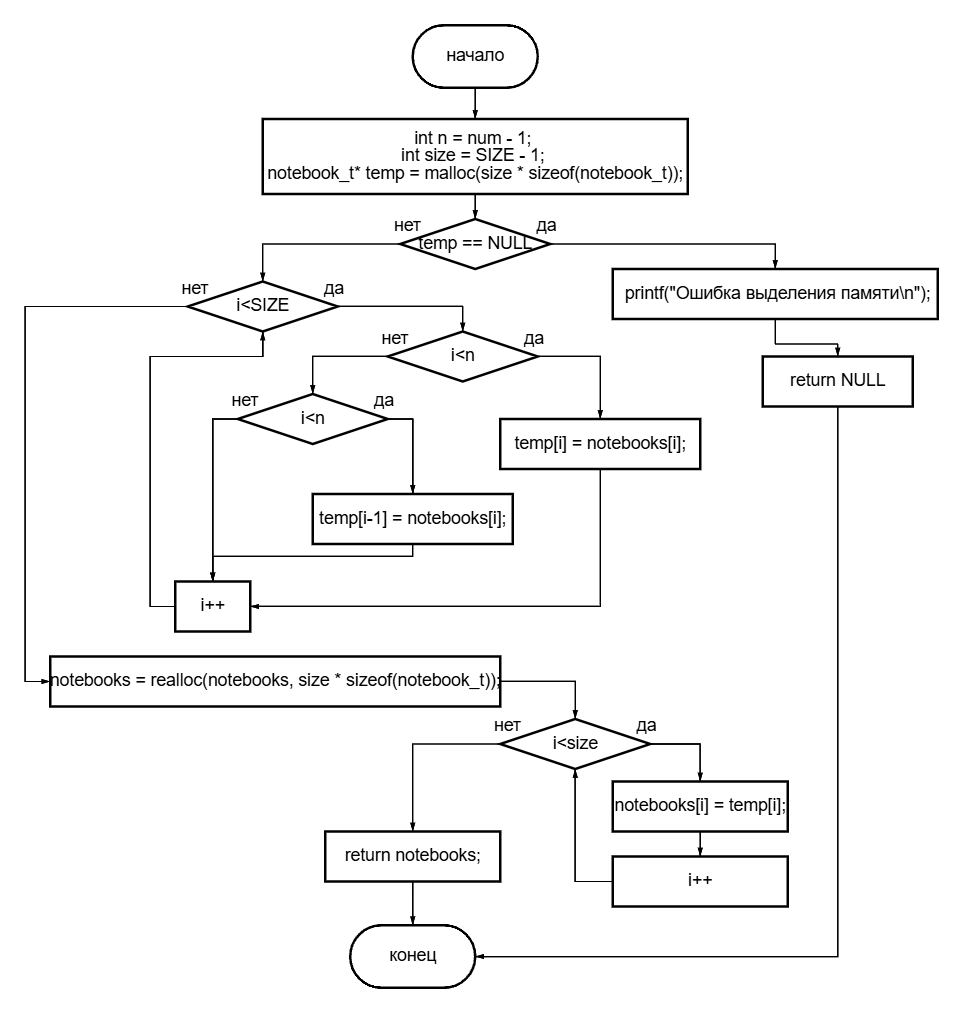 начало
int n = num - 1;
int size = SIZE - 1;
notebook_t* temp = malloc(size * sizeof(notebook_t));
нет
да
temp == NULL
нет
да
i<SIZE
printf("Ошибка выделения памяти\n");
нет
да
i<n
return NULL
нет
да
i<n
temp[i] = notebooks[i];
temp[i-1] = notebooks[i];
i++
notebooks = realloc(notebooks, size * sizeof(notebook_t));
нет
да
i<size
notebooks[i] = temp[i];
return notebooks;
i++
конец